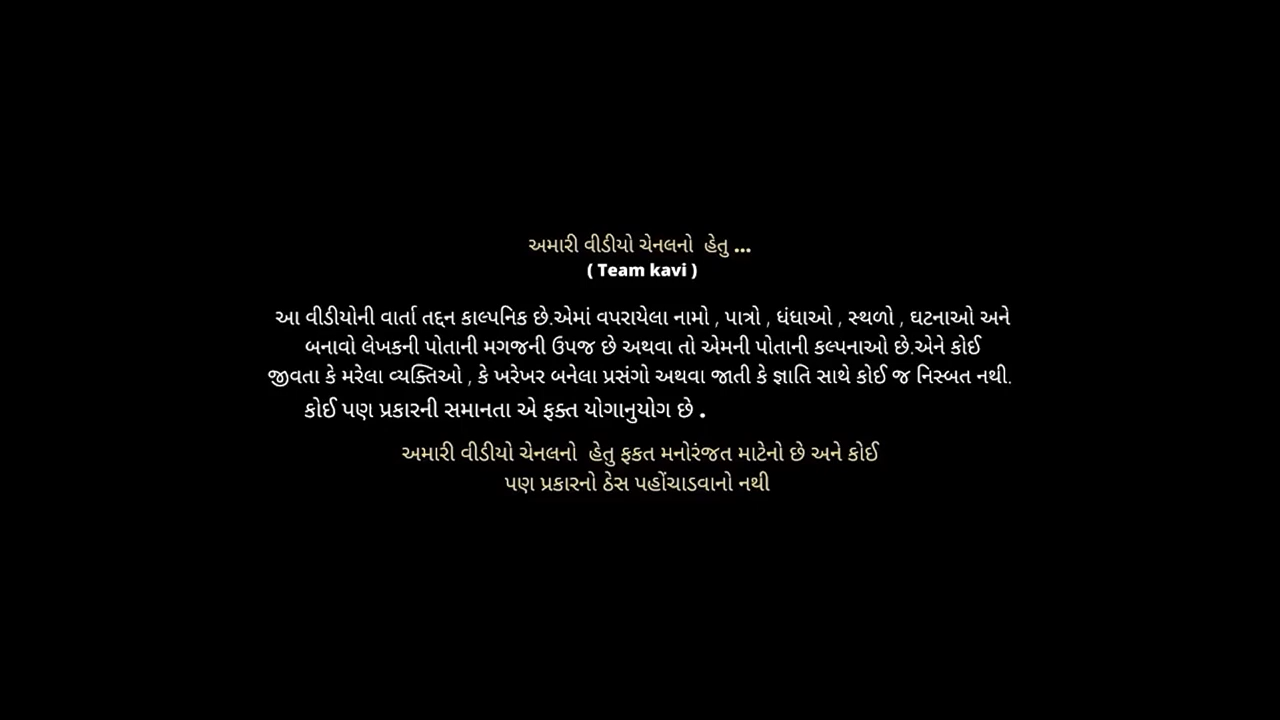 અમારી વીડીયો ચેનલનો હેતુ ...
( Team kavi )
આ વીડીયોની વાર્તા તદ્દન કાલ્પનિક છે.એમાં વપરાયેલા નામો , પાત્રો , ધંધાઓ , સ્થળો , ઘટનાઓ અને
બનાવો લેખકની પોતાની મગજની ઉપજ છે અથવા તો એમની પોતાની કલ્પનાઓ છે.એને કોઈ
જીવતા કે મરેલા વ્યક્તિઓ , કે ખરેખર બનેલા પ્રસંગો અથવા જાતી કે જ્ઞાતિ સાથે કોઈ જ નિસ્બત નથી.
કોઈ પણ પ્રકારની સમાનતા એ ફક્ત યોગાનુયોગ છે .
અમારી વીડીયો ચેનલનો હેતુ ફકત મનોરંજત માટેનો છે અને કોઈ
પણ પ્રકારનો ઠેસ પહોંચાડવાનો નથી